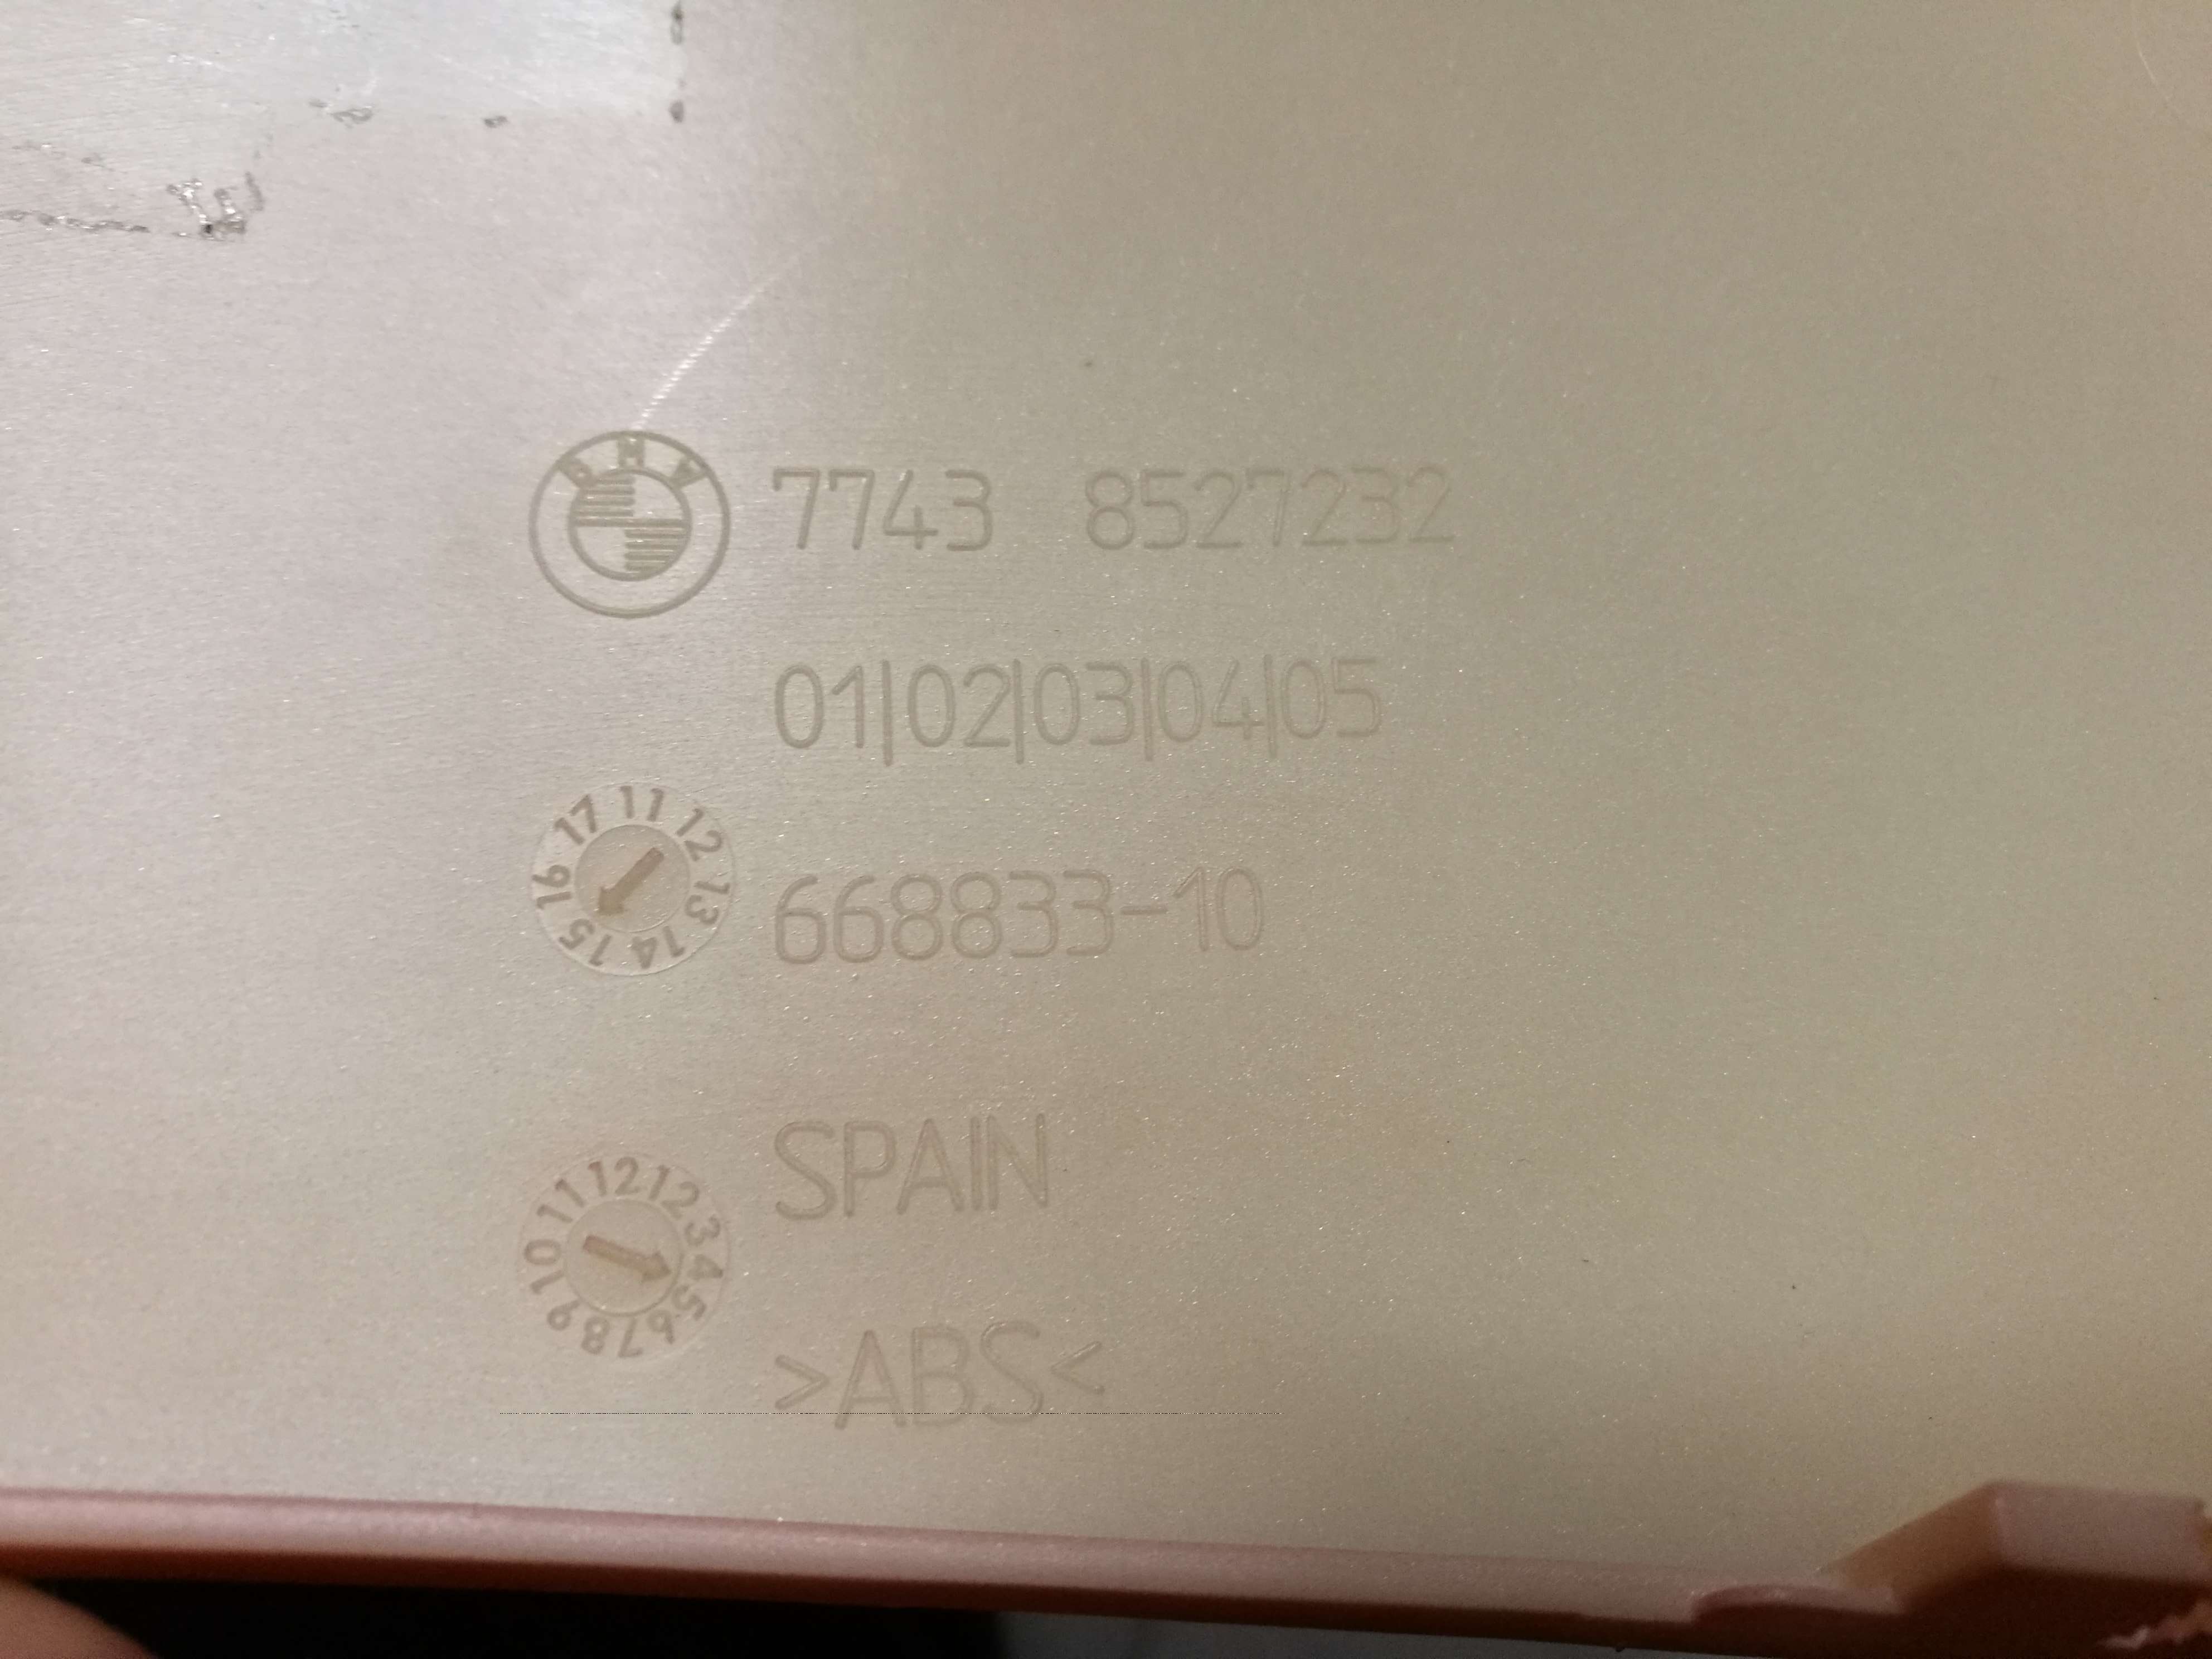 BMW 7743 8527232
01|02|03|04|05
11 12 13 14 15 16 17
668833-10
SPAIN
1 2 3 4 5 6 7 8 9 10 11 12
>ABS<